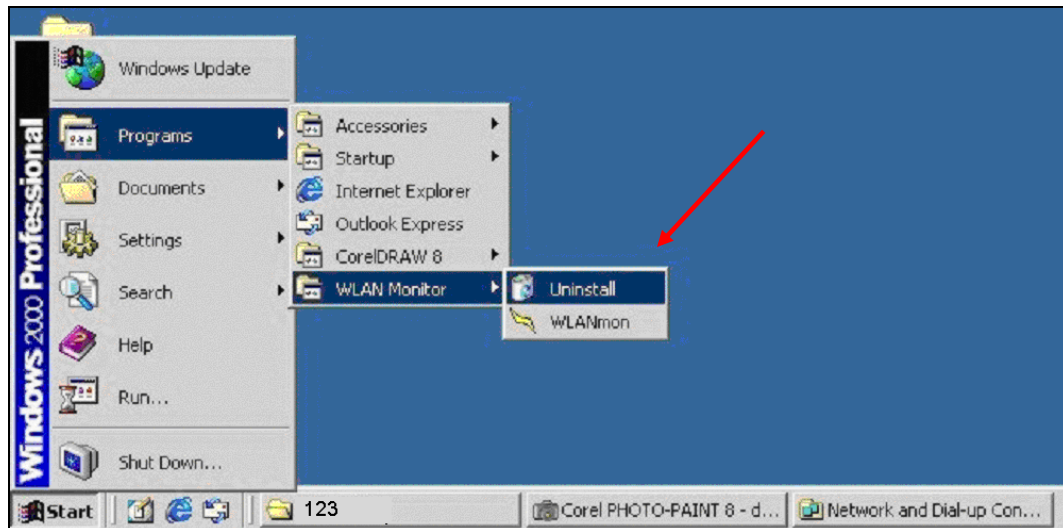 Windows 2000 Professional
Windows Update
Programs
Documents
Settings
Search
Help
Run...
Shut Down...
Accessories
Startup
Internet Explorer
Outlook Express
CorelDRAW 8
WLAN Monitor
Uninstall
WLANmon
Start
123
Corel PHOTO-PAINT 8 - d...
Network and Dial-up Con...